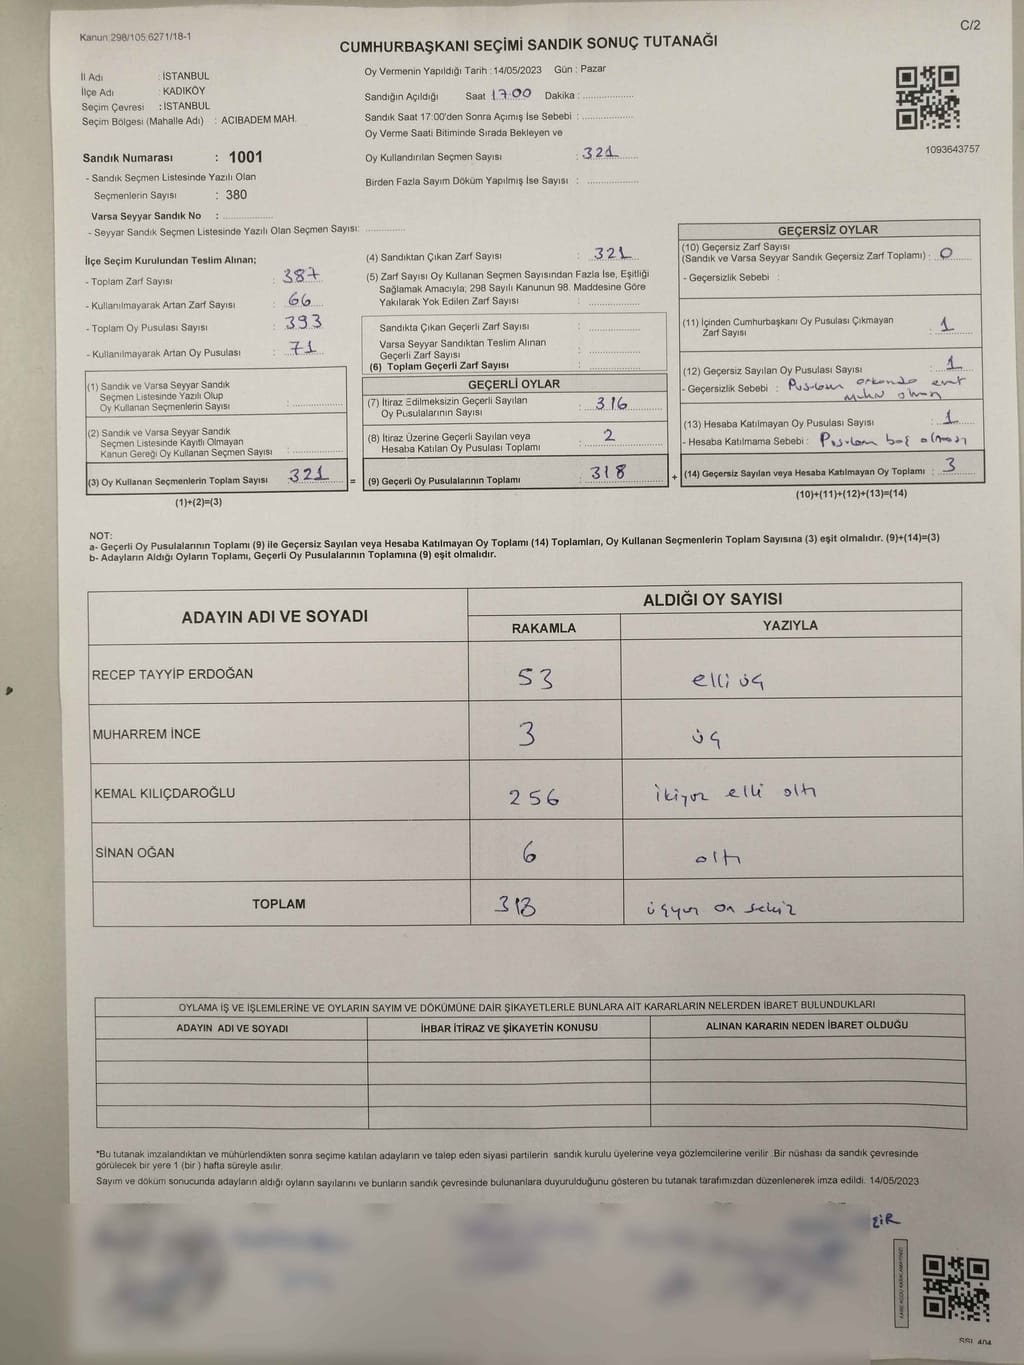 Kanun:298/105;6271/18-1
C/2
CUMHURBAŞKANI SEÇİMİ SANDIK SONUÇ TUTANAĞI
İl Adı : İSTANBUL
İlçe Adı : KADIKÖY
Seçim Çevresi : İSTANBUL
Seçim Bölgesi (Mahalle Adı) : ACIBADEM MAH.
Sandık Numarası : 1001
- Sandık Seçmen Listesinde Yazılı Olan
Seçmenlerin Sayısı : 380
Varsa Seyyar Sandık No : ..................
- Seyyar Sandık Seçmen Listesinde Yazılı Olan Seçmen Sayısı: ..............
Oy Vermenin Yapıldığı Tarih : 14/05/2023 Gün : Pazar
Sandığın Açıldığı Saat 17 00 Dakika : ..................
Sandık Saat 17:00'den Sonra Açımış İse Sebebi : ..................
Oy Verme Saati Bitiminde Sırada Bekleyen ve
Oy Kullandırılan Seçmen Sayısı : 321
Birden Fazla Sayım Döküm Yapılmış İse Sayısı : ..................
1093643757
İlçe Seçim Kurulundan Teslim Alınan;
- Toplam Zarf Sayısı : 387
- Kullanılmayarak Artan Zarf Sayısı : 66
- Toplam Oy Pusulası Sayısı : 393
- Kullanılmayarak Artan Oy Pusulası : 71
(1) Sandık ve Varsa Seyyar Sandık
Seçmen Listesinde Yazılı Olup
Oy Kullanan Seçmenlerin Sayısı : ..................
(2) Sandık ve Varsa Seyyar Sandık
Seçmen Listesinde Kayıtlı Olmayan
Kanun Gereği Oy Kullanan Seçmen Sayısı : ..................
(3) Oy Kullanan Seçmenlerin Toplam Sayısı 321 =
(1)+(2)=(3)
(4) Sandıktan Çıkan Zarf Sayısı : 321
(5) Zarf Sayısı Oy Kullanan Seçmen Sayısından Fazla İse, Eşitliği
Sağlamak Amacıyla; 298 Sayılı Kanunun 98. Maddesine Göre
Yakılarak Yok Edilen Zarf Sayısı : ..................
Sandıkta Çıkan Geçerli Zarf Sayısı : ..................
Varsa Seyyar Sandıktan Teslim Alınan
Geçerli Zarf Sayısı : ..................
(6) Toplam Geçerli Zarf Sayısı : ..................
GEÇERLİ OYLAR
(7) İtiraz Edilmeksizin Geçerli Sayılan
Oy Pusulalarının Sayısı : 316
(8) İtiraz Üzerine Geçerli Sayılan veya
Hesaba Katılan Oy Pusulası Toplamı : 2
(9) Geçerli Oy Pusulalarının Toplamı : 318 +
GEÇERSİZ OYLAR
(10) Geçersiz Zarf Sayısı
(Sandık ve Varsa Seyyar Sandık Geçersiz Zarf Toplamı) : 0
- Geçersizlik Sebebi :
(11) İçinden Cumhurbaşkanı Oy Pusulası Çıkmayan
Zarf Sayısı : 1
(12) Geçersiz Sayılan Oy Pusulası Sayısı : 1
- Geçersizlik Sebebi : Pusulanın arkasında evet
(13) Hesaba Katılmayan Oy Pusulası Sayısı : 1
- Hesaba Katılmama Sebebi : Pusulanın boş olması
(14) Geçersiz Sayılan veya Hesaba Katılmayan Oy Toplamı : 3
(10)+(11)+(12)+(13)=(14)
NOT:
a- Geçerli Oy Pusulalarının Toplamı (9) ile Geçersiz Sayılan veya Hesaba Katılmayan Oy Toplamı (14) Toplamları, Oy Kullanan Seçmenlerin Toplam Sayısına (3) eşit olmalıdır. (9)+(14)=(3)
b- Adayların Aldığı Oyların Toplamı, Geçerli Oy Pusulalarının Toplamına (9) eşit olmalıdır.
ADAYIN ADI VE SOYADI ALDIĞI OY SAYISI
RAKAMLA YAZIYLA
RECEP TAYYİP ERDOĞAN 53 elli üç
MUHARREM İNCE 3 üç
KEMAL KILIÇDAROĞLU 256 ikiyüz elli altı
SİNAN OĞAN 6 altı
TOPLAM 318 üçyüz on sekiz
OYLAMA İŞ VE İŞLEMLERİNE VE OYLARIN SAYIM VE DÖKÜMÜNE DAİR ŞİKAYETLERLE BUNLARA AİT KARARLARIN NELERDEN İBARET BULUNDUKLARI
ADAYIN ADI VE SOYADI İHBAR İTİRAZ VE ŞİKAYETİN KONUSU ALINAN KARARIN NEDEN İBARET OLDUĞU
*Bu tutanak imzalandıktan ve mühürlendikten sonra seçime katılan adayların ve talep eden siyasi partilerin sandık kurulu üyelerine veya gözlemcilerine verilir .Bir nüshası da sandık çevresinde
görülecek bir yere 1 (bir ) hafta süreyle asılır.
Sayım ve döküm sonucunda adayların aldığı oyların sayılarını ve bunların sandık çevresinde bulunanlara duyurulduğunu gösteren bu tutanak tarafımızdan düzenlenerek imza edildi. 14/05/2023